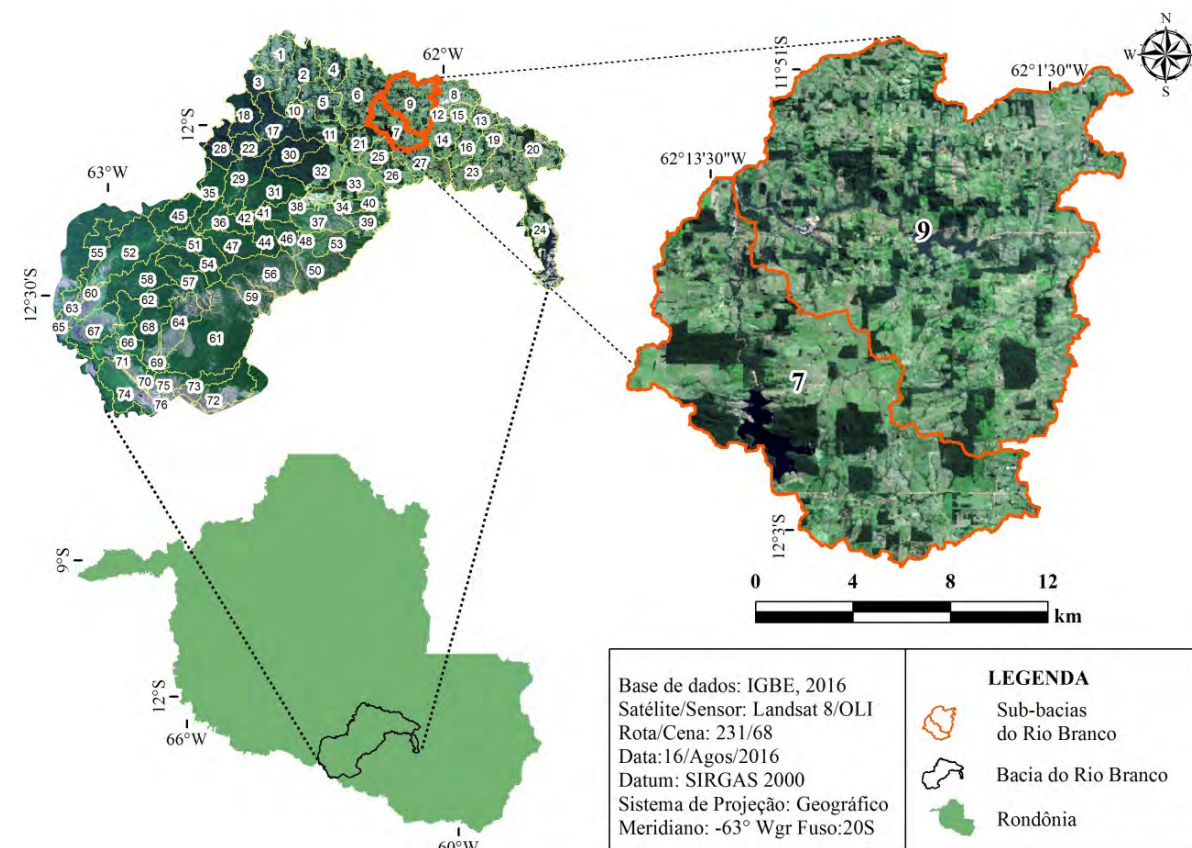 1
2
4
3
62°W
6
5
9
8
10
12
15
13
18
12°S
17
11
7
14
19
21
16
20
28
22
30
25
27
32
26
23
29
33
63°W
35
31
34
40
38
45
36
42
41
37
39
24
55
52
51
47
44
46
48
53
54
58
57
56
50
60
62
59
12°30'S
63
64
65
67
68
61
66
71
69
70
75
73
74
76
72
N
W
E
S
11°51'S
62°1'30"W
62°13'30"W
9
7
12°3'S
0
4
8
12
km
9°S
12°S
66°W
60°W
Base de dados: IGBE, 2016
Satélite/Sensor: Landsat 8/OLI
Rota/Cena: 231/68
Data:16/Agos/2016
Datum: SIRGAS 2000
Sistema de Projeção: Geográfico
Meridiano: -63° Wgr Fuso:20S
LEGENDA
Sub-bacias
do Rio Branco
Bacia do Rio Branco
Rondônia